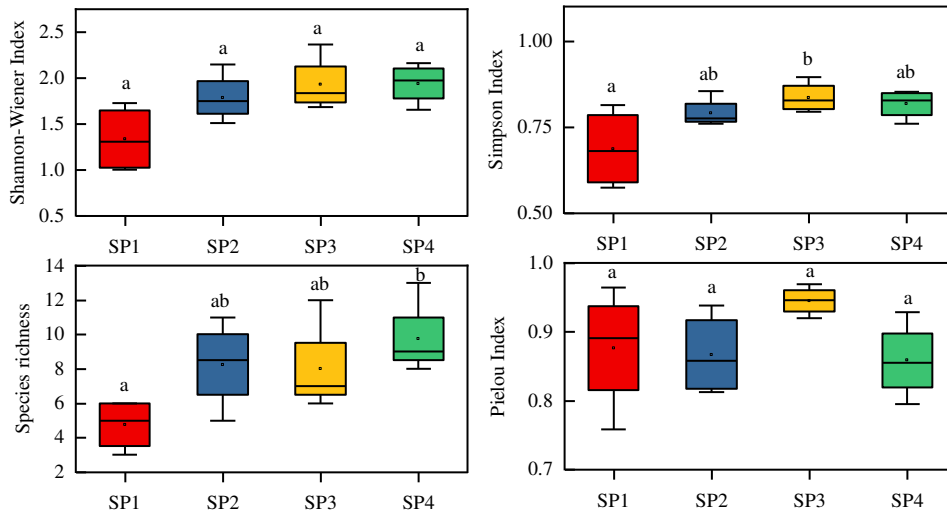 Shannon-Wiener Index
2.5
2.0
1.5
1.0
0.5
a
a
a
a
SP1
SP2
SP3
SP4
Simpson Index
1.00
0.75
0.50
a
ab
b
ab
SP1
SP2
SP3
SP4
Species richness
14
12
10
8
6
4
2
a
ab
ab
b
SP1
SP2
SP3
SP4
Pielou Index
1.0
0.9
0.8
0.7
a
a
a
a
SP1
SP2
SP3
SP4